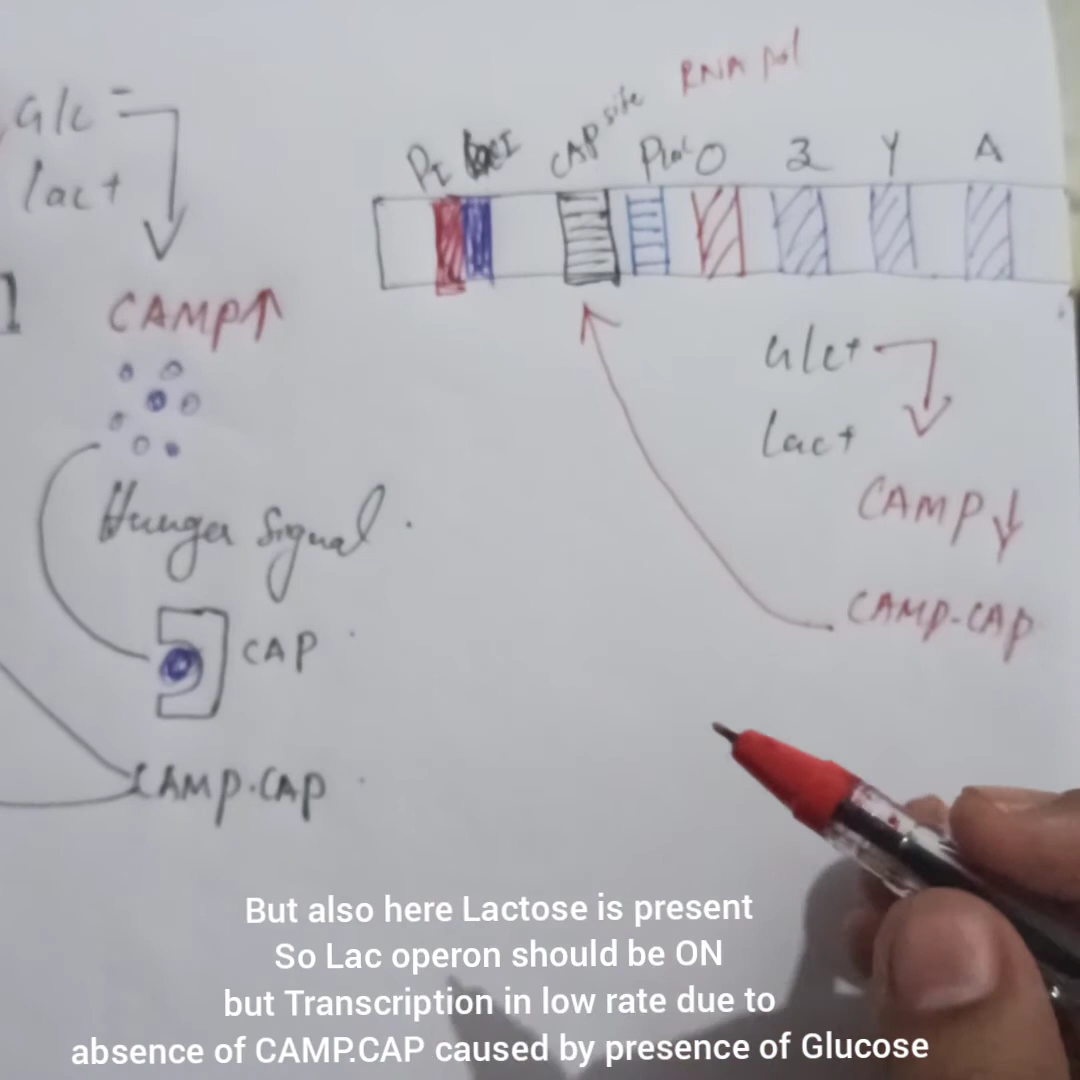 Glc -
lact
CAMP↑
Hunger Signal.
CAP
CAMP.CAP
RNA pol
PI I CAP site Plac O Z Y A
Glc+
Lac+
CAMP↓
CAMP-CAP
But also here Lactose is present
So Lac operon should be ON
but Transcription in low rate due to
absence of CAMP.CAP caused by presence of Glucose